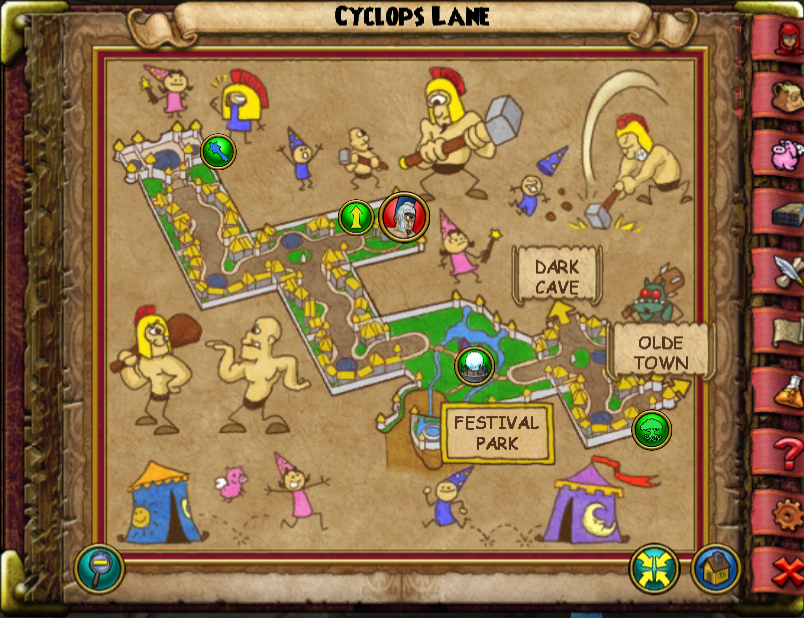 CYCLOPS LANE
DARK
CAVE
OLDE
TOWN
FESTIVAL
PARK
?